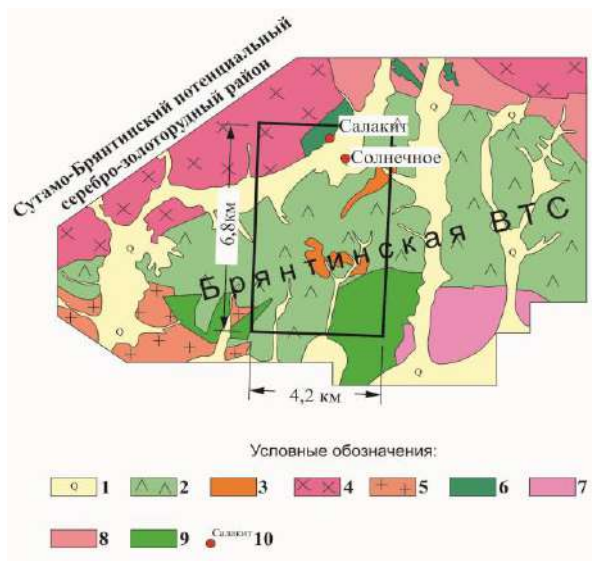 Сутамо-Брянтинский потенциальный
серебро-золоторудный район
Q
Q
Салакит
Солнечное
6,8км
Q
Брянтинская ВТС
Q
Q
Q
4,2 км
Условные обозначения:
Q 1 2 3 4 5 6 7
8 9 Салакит 10